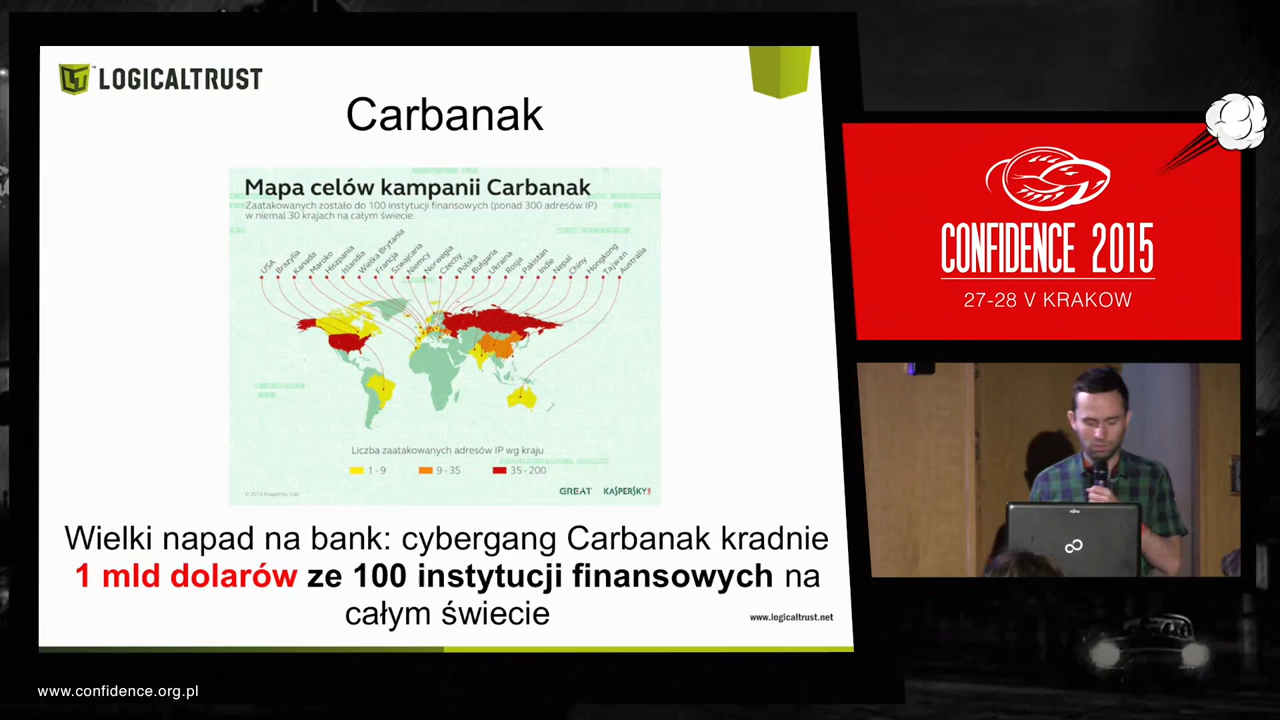 LOGICALTRUST
Carbanak
Mapa celów kampanii Carbanak
Zaatakowanych zostało do 100 instytucji finansowych (ponad 300 adresów IP)
w niemal 30 krajach na całym świecie.
USA
Brazylia
Kanada
Maroko
Hiszpania
Islandia
Wielka Brytania
Francja
Szwajcaria
Niemcy
Norwegia
Czechy
Polska
Bułgaria
Ukraina
Rosja
Pakistan
Indie
Nepal
Chiny
Hongkong
Tajwan
Australia
Liczba zaatakowanych adresów IP wg kraju
1 - 9
9 - 35
35 - 200
© 2015 Kaspersky Lab
GREAT
KASPERSKY
Wielki napad na bank: cybergang Carbanak kradnie
1 mld dolarów ze 100 instytucji finansowych na
całym świecie
www.logicaltrust.net
CONFIDENCE 2015
27-28 V KRAKOW
FUJITSU
www.confidence.org.pl